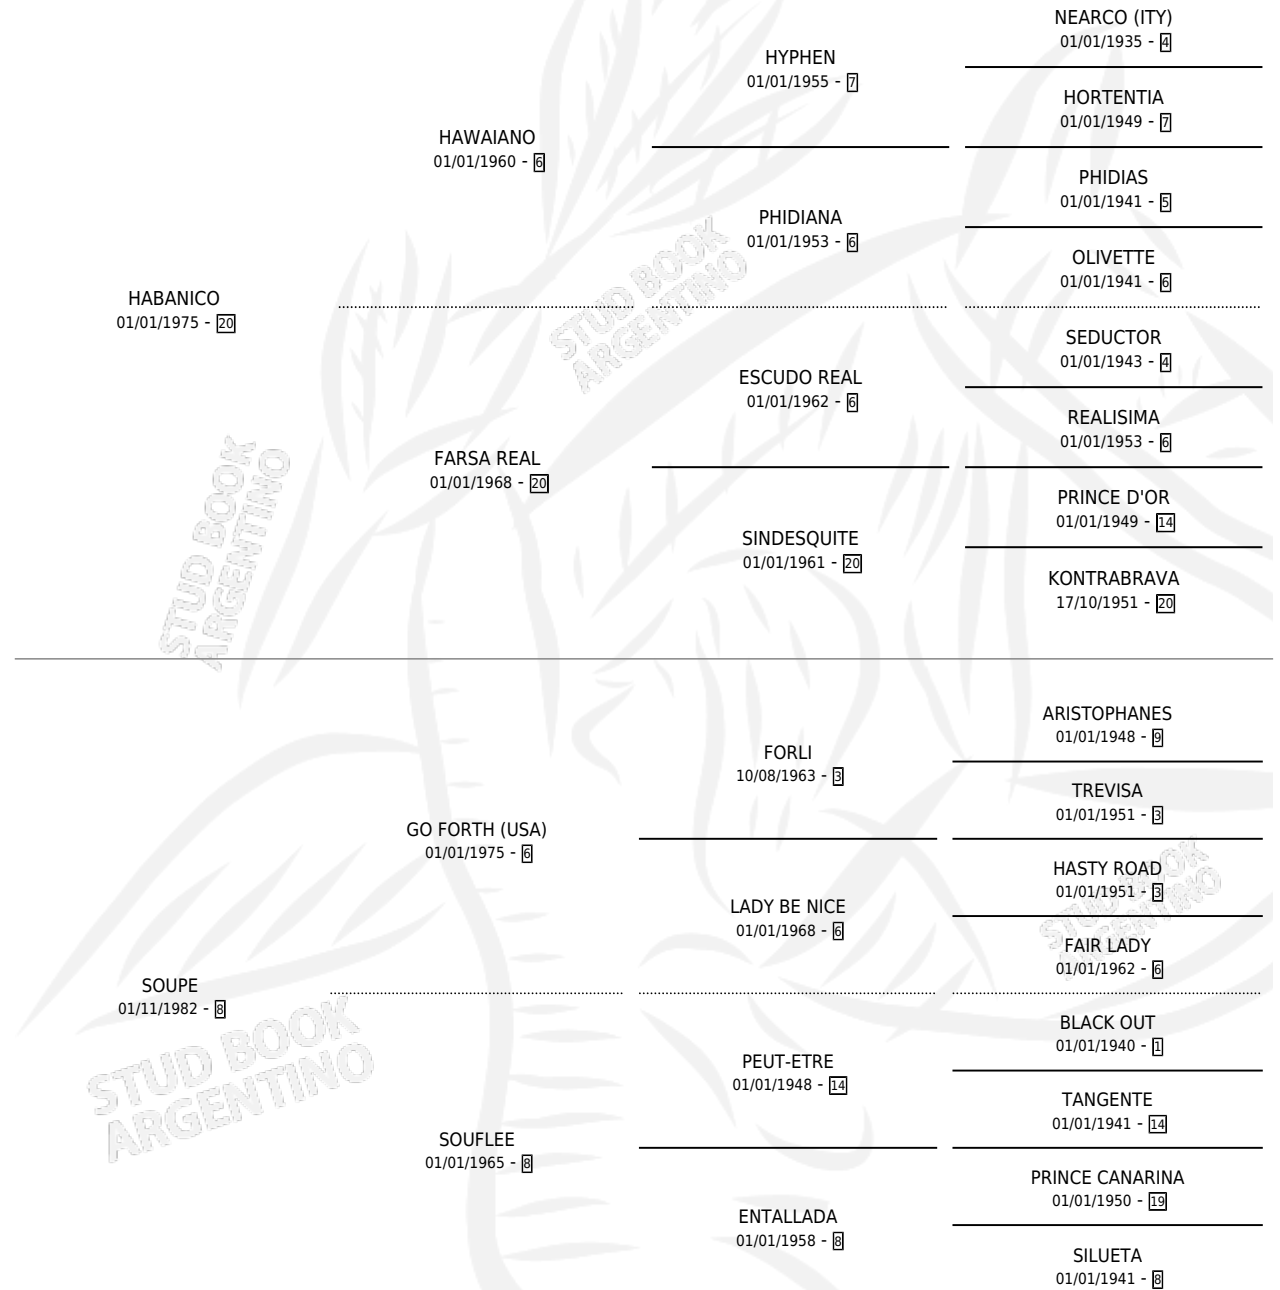 NEARCO (ITY)
01/01/1935 - 4
HYPHEN
01/01/1955 - 7
HORTENTIA
01/01/1949 - 7
HAWAIANO
01/01/1960 - 6
PHIDIAS
01/01/1941 - 5
PHIDIANA
01/01/1953 - 6
OLIVETTE
01/01/1941 - 6
HABANICO
01/01/1975 - 20
SEDUCTOR
01/01/1943 - 4
ESCUDO REAL
01/01/1962 - 6
REALISIMA
01/01/1953 - 6
FARSA REAL
01/01/1968 - 20
PRINCE D'OR
01/01/1949 - 14
SINDESQUITE
01/01/1961 - 20
KONTRABRAVA
17/10/1951 - 20
STUD BOOK
ARGENTINO
STUD BOOK
ARGENTINO
ARISTOPHANES
01/01/1948 - 9
FORLI
10/08/1963 - 3
TREVISA
01/01/1951 - 3
GO FORTH (USA)
01/01/1975 - 6
HASTY ROAD
01/01/1951 - 3
LADY BE NICE
01/01/1968 - 6
FAIR LADY
01/01/1962 - 6
SOUPE
01/11/1982 - 8
BLACK OUT
01/01/1940 - 1
PEUT-ETRE
01/01/1948 - 14
TANGENTE
01/01/1941 - 14
SOUFLEE
01/01/1965 - 8
PRINCE CANARINA
01/01/1950 - 19
ENTALLADA
01/01/1958 - 8
SILUETA
01/01/1941 - 8
STUD BOOK
ARGENTINO
STUD BOOK
ARGENTINO